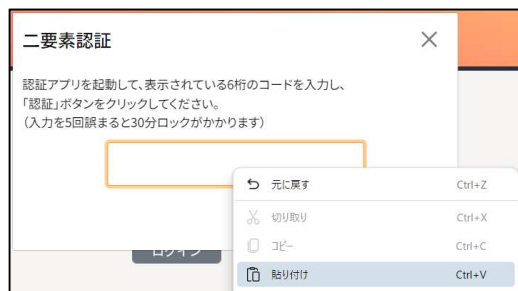 二要素認証
認証アプリを起動して、表示されている6桁のコードを入力し、
「認証」ボタンをクリックしてください。
（入力を5回誤まると30分ロックがかかります）
元に戻す Ctrl+Z
切り取り Ctrl+X
コピー Ctrl+C
貼り付け Ctrl+V
ログイン